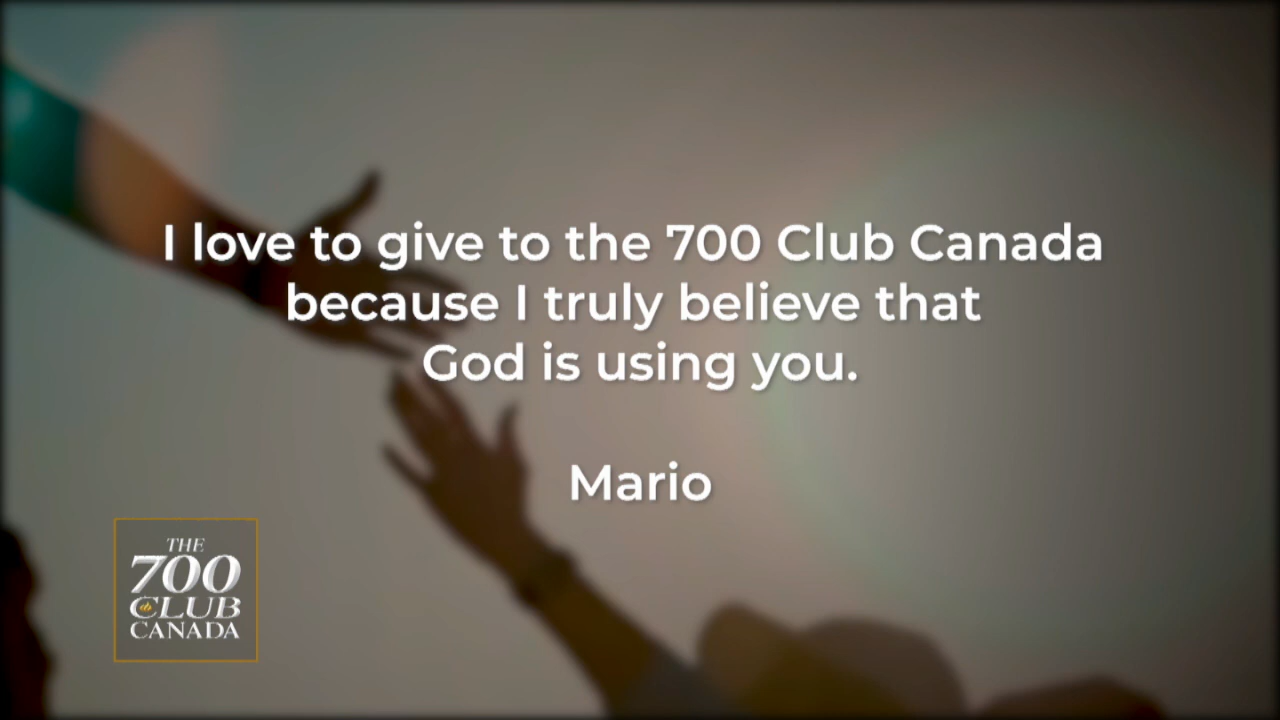 I love to give to the 700 Club Canada
because I truly believe that
God is using you.
Mario
THE
700
CLUB
CANADA